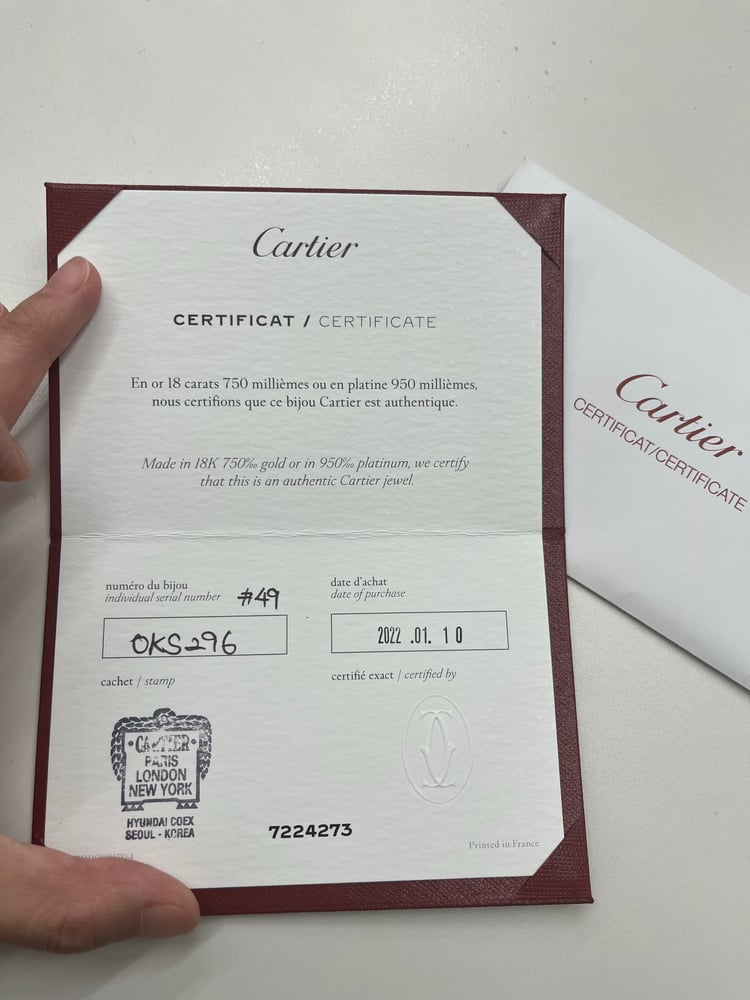 Cartier
CERTIFICAT / CERTIFICATE
En or 18 carats 750 millièmes ou en platine 950 millièmes,
nous certifions que ce bijou Cartier est authentique.
Made in 18K 750‰ gold or in 950‰ platinum, we certify
that this is an authentic Cartier jewel.
numéro du bijou
individual serial number #49
OKS296
date d'achat
date of purchase
2022 .01. 10
cachet / stamp
certifié exact / certified by
CARTIER
PARIS
LONDON
NEW YORK
HYUNDAI COEX
SEOUL - KOREA
7224273
Printed in France
Cartier
CERTIFICAT/CERTIFICATE